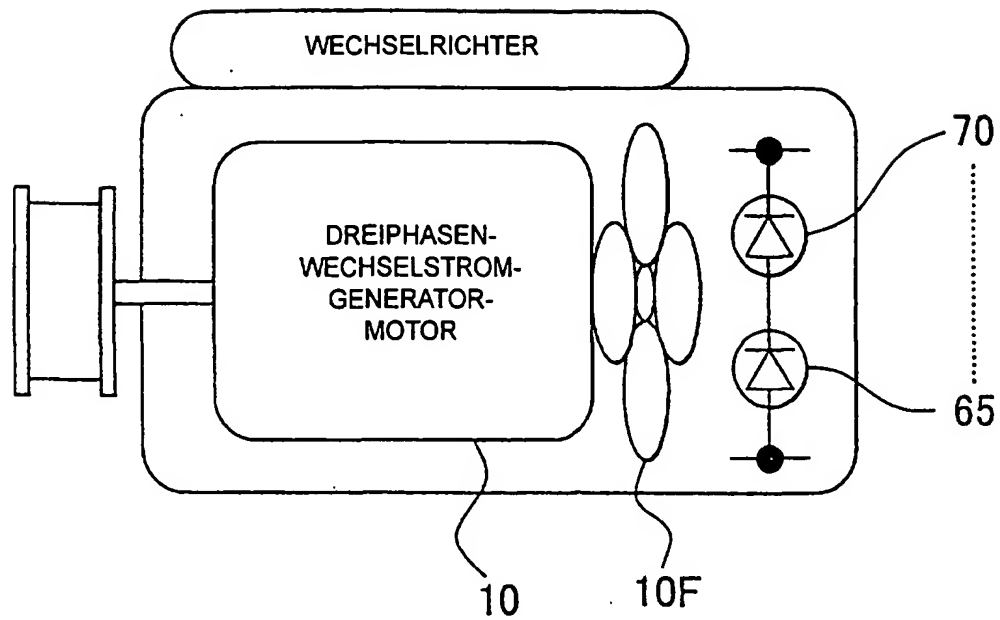 WECHSELRICHTER
DREIPHASEN-
WECHSELSTROM-
GENERATOR-
MOTOR
70
65
10
10F